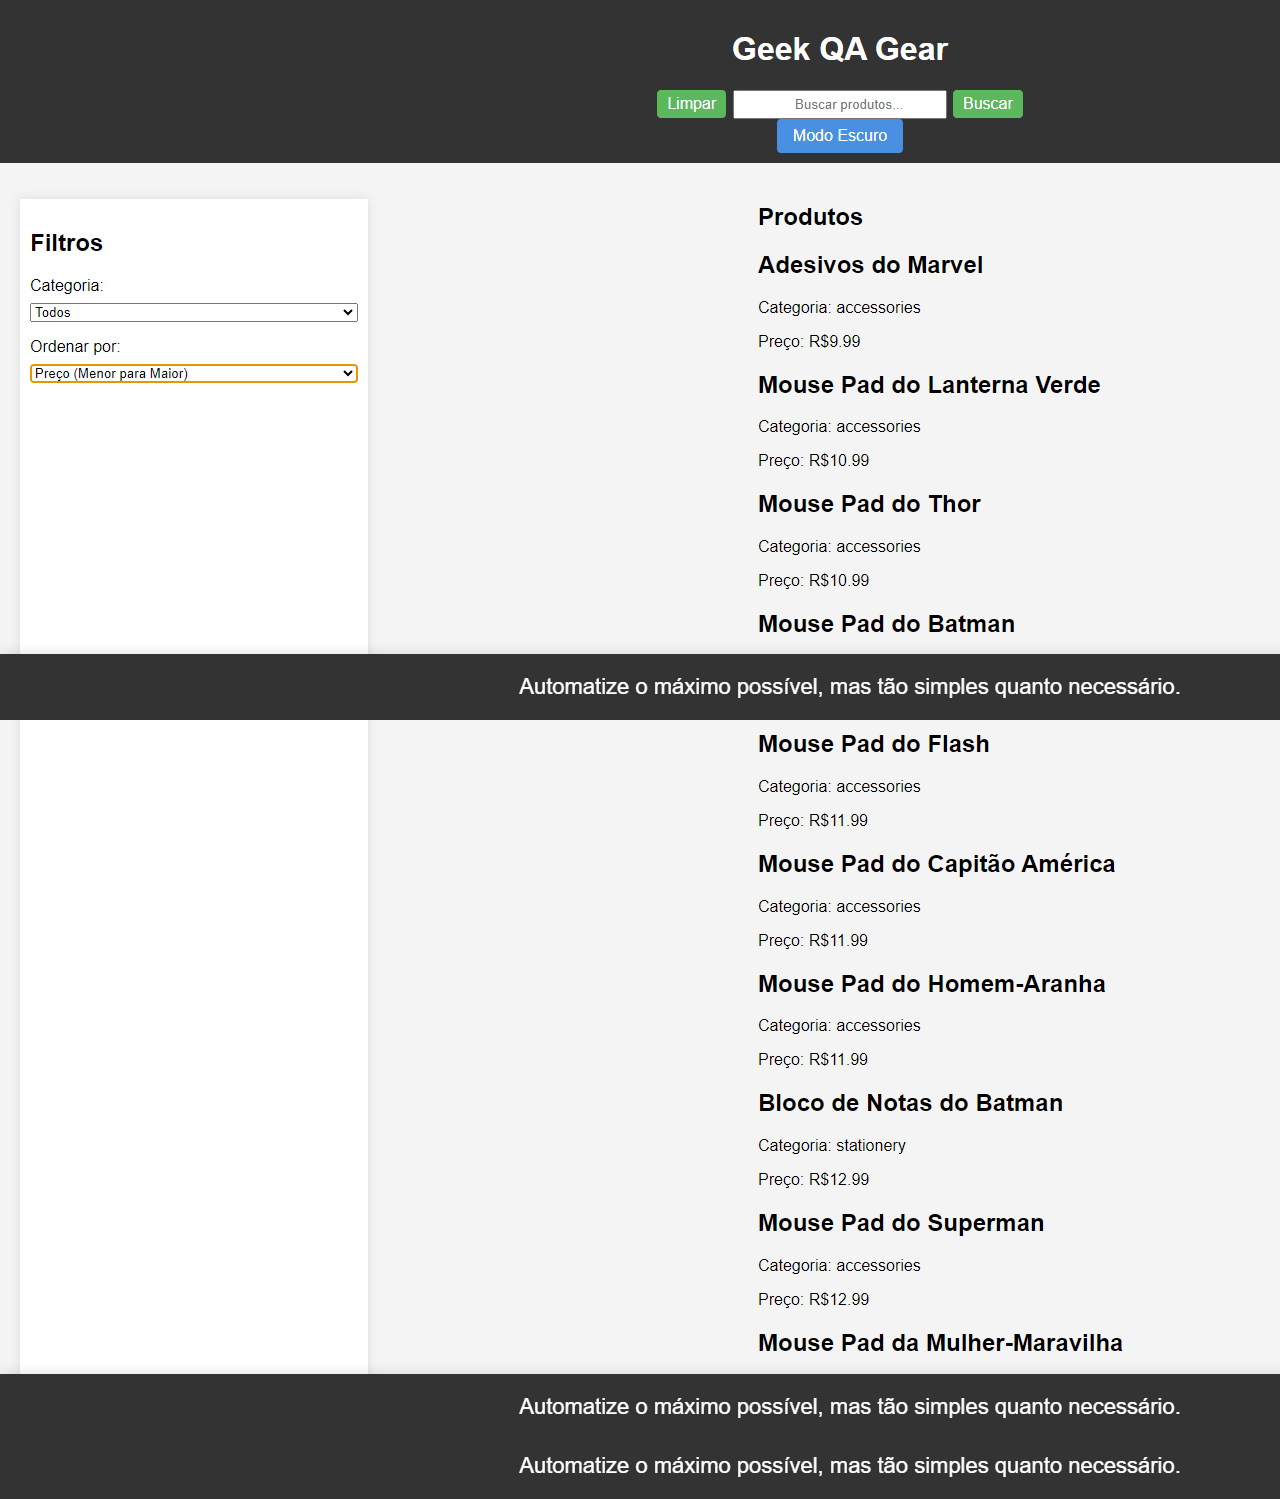 Geek QA Gear
Limpar
Buscar produtos...
Buscar
Modo Escuro
Filtros
Categoria:
Todos
Ordenar por:
Preço (Menor para Maior)
Produtos
Adesivos do Marvel
Categoria: accessories
Preço: R$9.99
Mouse Pad do Lanterna Verde
Categoria: accessories
Preço: R$10.99
Mouse Pad do Thor
Categoria: accessories
Preço: R$10.99
Mouse Pad do Batman
Automatize o máximo possível, mas tão simples quanto necessário.
Mouse Pad do Flash
Categoria: accessories
Preço: R$11.99
Mouse Pad do Capitão América
Categoria: accessories
Preço: R$11.99
Mouse Pad do Homem-Aranha
Categoria: accessories
Preço: R$11.99
Bloco de Notas do Batman
Categoria: stationery
Preço: R$12.99
Mouse Pad do Superman
Categoria: accessories
Preço: R$12.99
Mouse Pad da Mulher-Maravilha
Automatize o máximo possível, mas tão simples quanto necessário.
Automatize o máximo possível, mas tão simples quanto necessário.